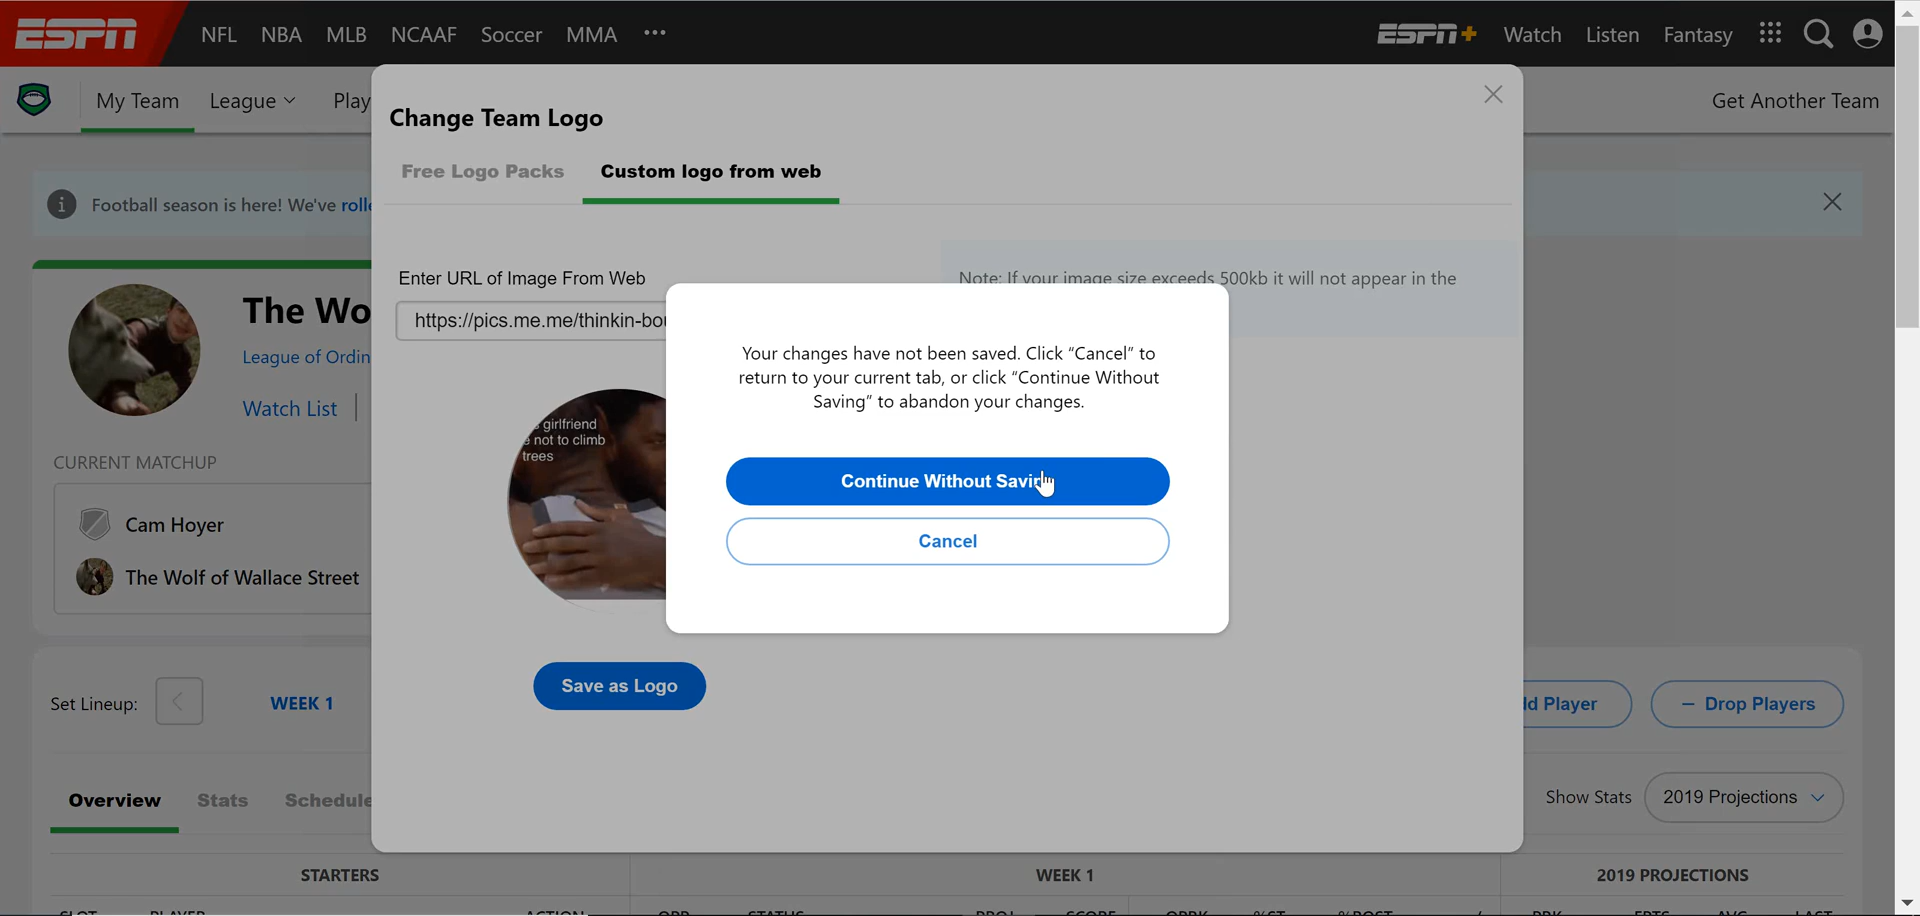 ESPN
NFL
NBA
MLB
NCAAF
Soccer
MMA
ESPN+
Watch
Listen
Fantasy
My Team
League
Play
Get Another Team
Change Team Logo
Free Logo Packs
Custom logo from web
Football season is here! We've rolle
Enter URL of Image From Web
Note: If your image size exceeds 500kb it will not appear in the
https://pics.me.me/thinkin-bou
The Wo
League of Ordin
Watch List
girlfriend
not to climb
trees
Your changes have not been saved. Click “Cancel” to
return to your current tab, or click “Continue Without
Saving” to abandon your changes.
Continue Without Saving
Cancel
CURRENT MATCHUP
Cam Hoyer
The Wolf of Wallace Street
Save as Logo
Set Lineup:
WEEK 1
dd Player
– Drop Players
Overview
Stats
Schedule
Show Stats
2019 Projections
STARTERS
WEEK 1
2019 PROJECTIONS